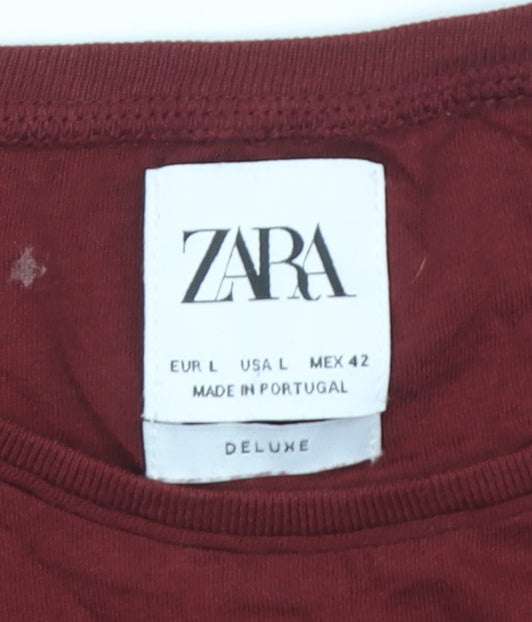 ZARA
EUR L USA L MEX 42
MADE IN PORTUGAL
DELUXE